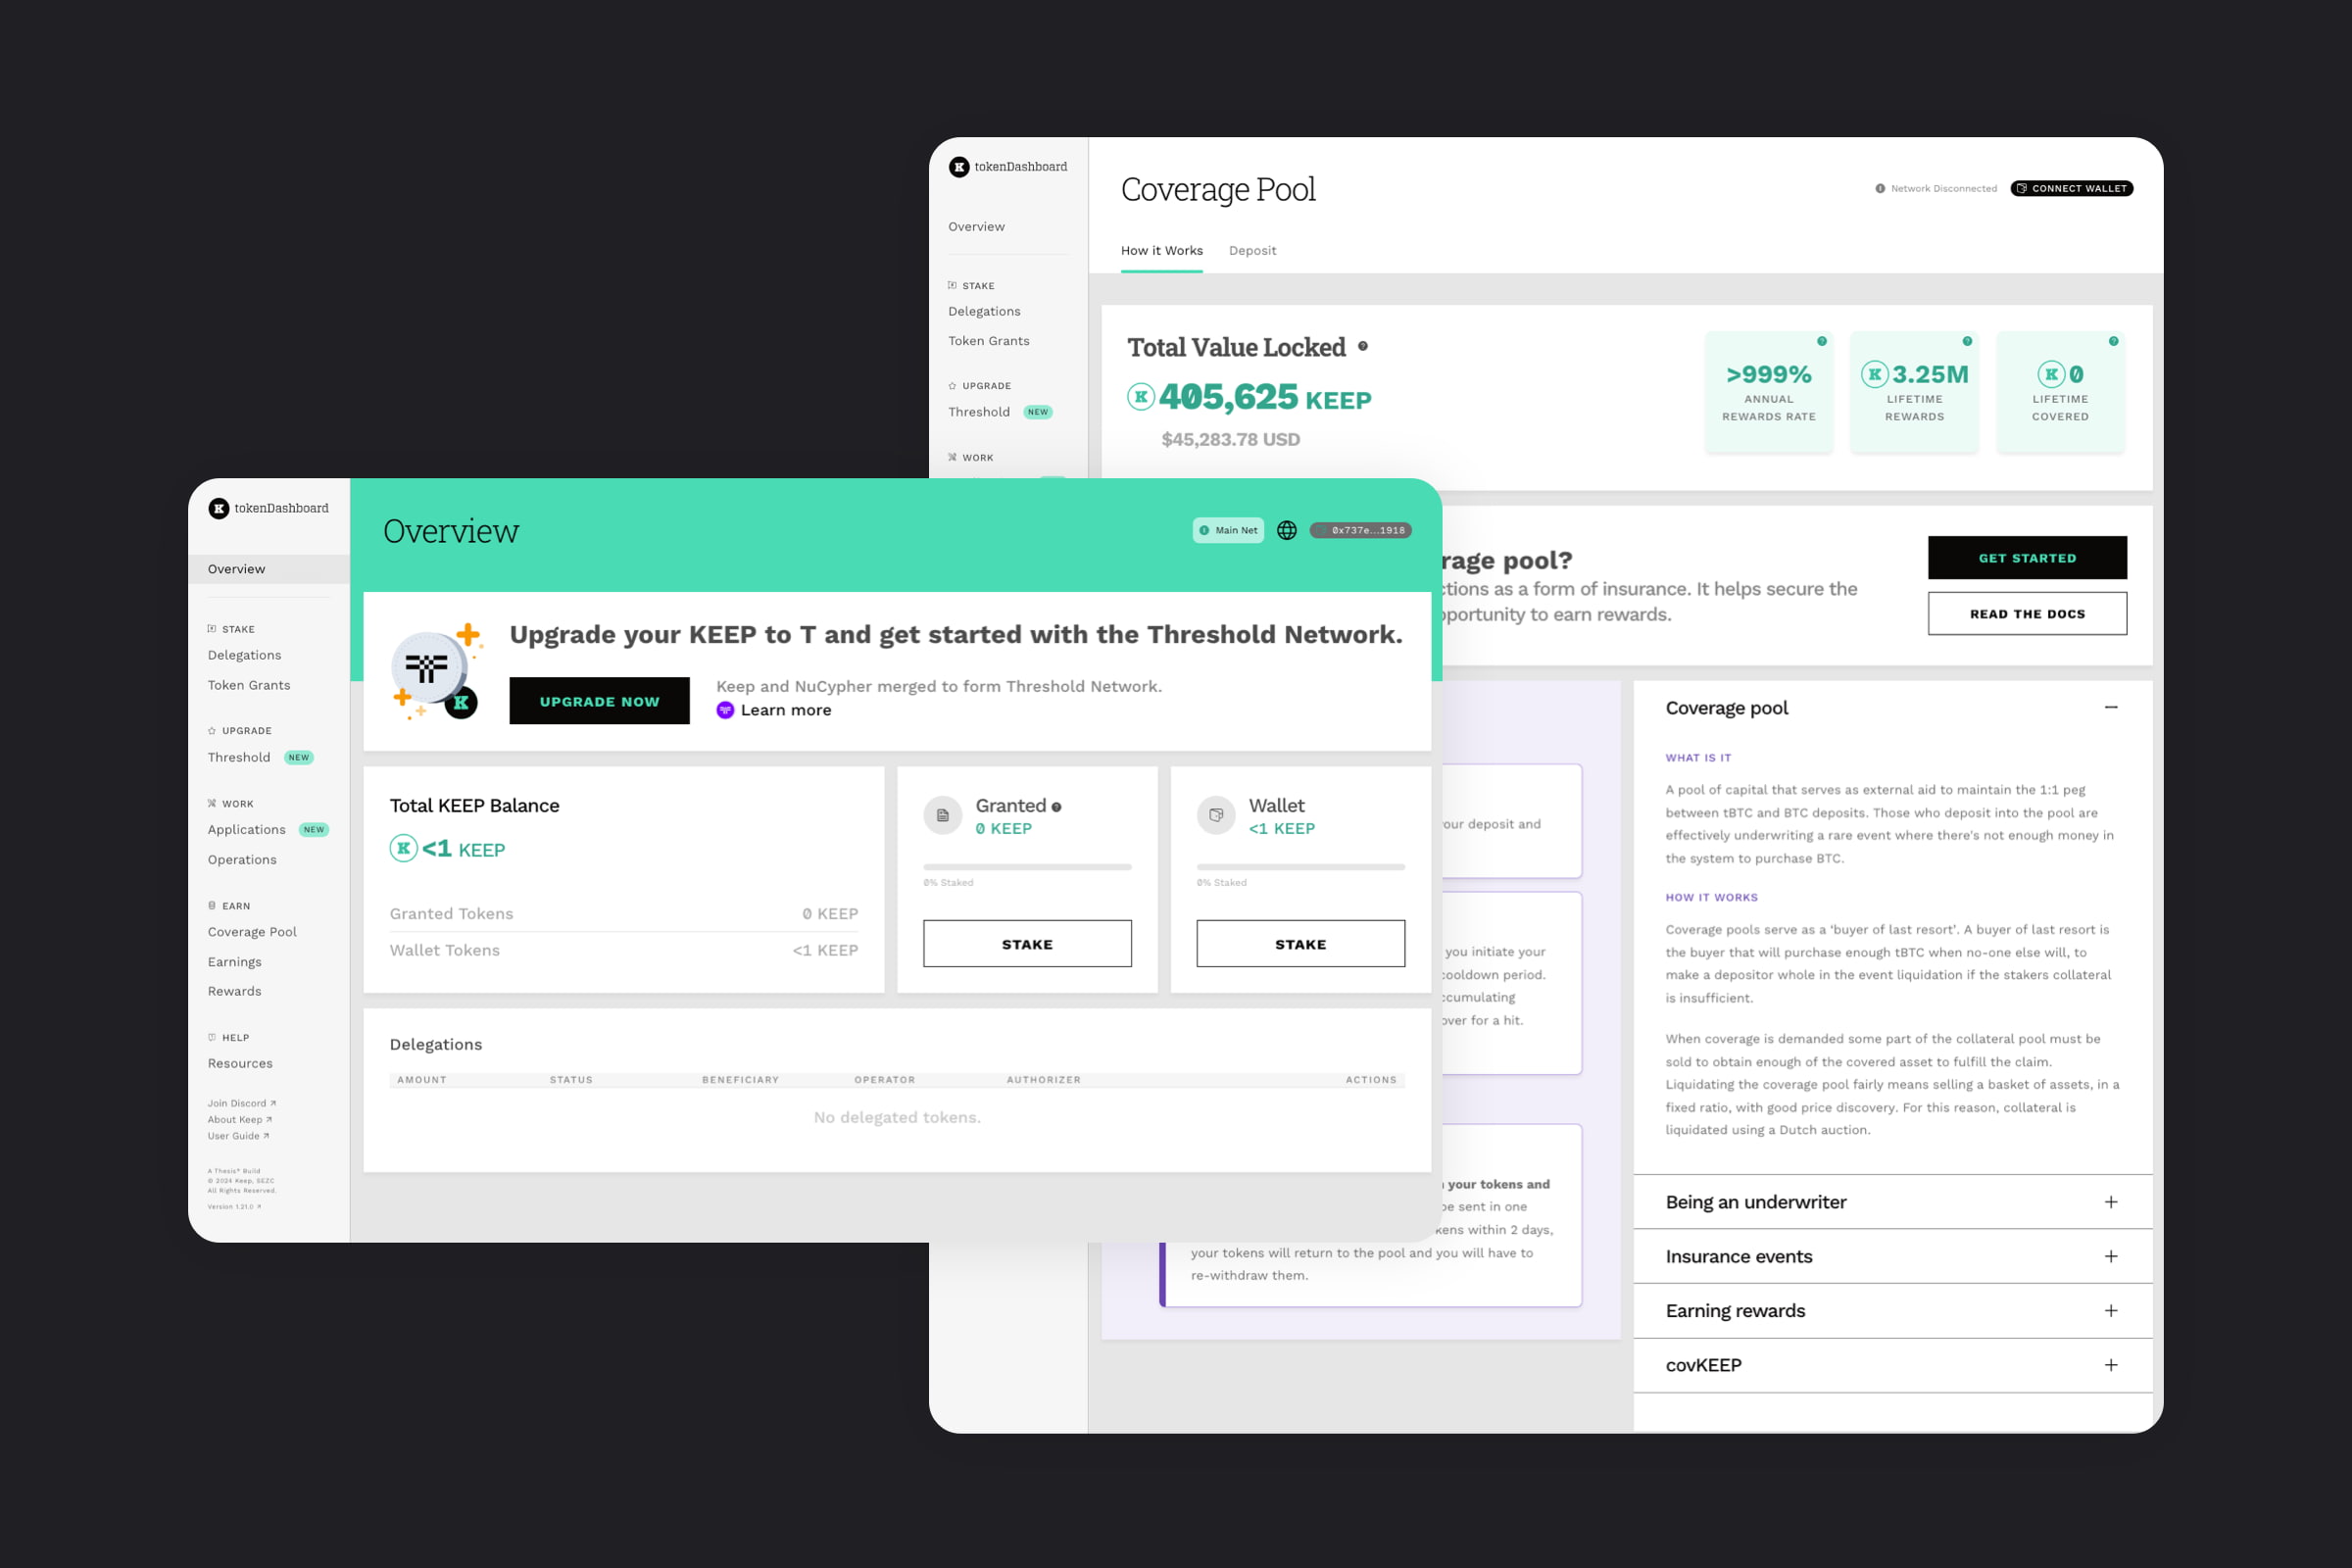 tokenDashboard
Overview
STAKE
Delegations
Token Grants
UPGRADE
Threshold NEW
WORK
Coverage Pool
Network Disconnected
CONNECT WALLET
How it Works
Deposit
Total Value Locked
405,625 KEEP
$45,283.78 USD
>999%
ANNUAL
REWARDS RATE
3.25M
LIFETIME
REWARDS
0
LIFETIME
COVERED
pool?
as a form of insurance. It helps secure the
to earn rewards.
GET STARTED
READ THE DOCS
your deposit and
you initiate your
cooldown period.
over for a hit.
your tokens and
be sent in one
within 2 days,
your tokens will return to the pool and you will have to
re-withdraw them.
Coverage pool
WHAT IS IT
A pool of capital that serves as external aid to maintain the 1:1 peg
between tBTC and BTC deposits. Those who deposit into the pool are
effectively underwriting a rare event where there's not enough money in
the system to purchase BTC.
HOW IT WORKS
Coverage pools serve as a ‘buyer of last resort’. A buyer of last resort is
the buyer that will purchase enough tBTC when no-one else will, to
make a depositor whole in the event liquidation if the stakers collateral
is insufficient.
When coverage is demanded some part of the collateral pool must be
sold to obtain enough of the covered asset to fulfill the claim.
Liquidating the coverage pool fairly means selling a basket of assets, in a
fixed ratio, with good price discovery. For this reason, collateral is
liquidated using a Dutch auction.
Being an underwriter
Insurance events
Earning rewards
covKEEP
tokenDashboard
Overview
STAKE
Delegations
Token Grants
UPGRADE
Threshold NEW
WORK
Applications NEW
Operations
EARN
Coverage Pool
Earnings
Rewards
HELP
Resources
Join Discord
About Keep
User Guide
A Thesis* Build
© 2024 Keep, SEZC
All Rights Reserved.
Version 1.21.0
Overview
Main Net
0x737e...1918
Upgrade your KEEP to T and get started with the Threshold Network.
UPGRADE NOW
Keep and NuCypher merged to form Threshold Network.
Learn more
Total KEEP Balance
<1 KEEP
Granted Tokens 0 KEEP
Wallet Tokens <1 KEEP
Granted
0 KEEP
0% Staked
STAKE
Wallet
<1 KEEP
0% Staked
STAKE
Delegations
AMOUNT STATUS BENEFICIARY OPERATOR AUTHORIZER ACTIONS
No delegated tokens.